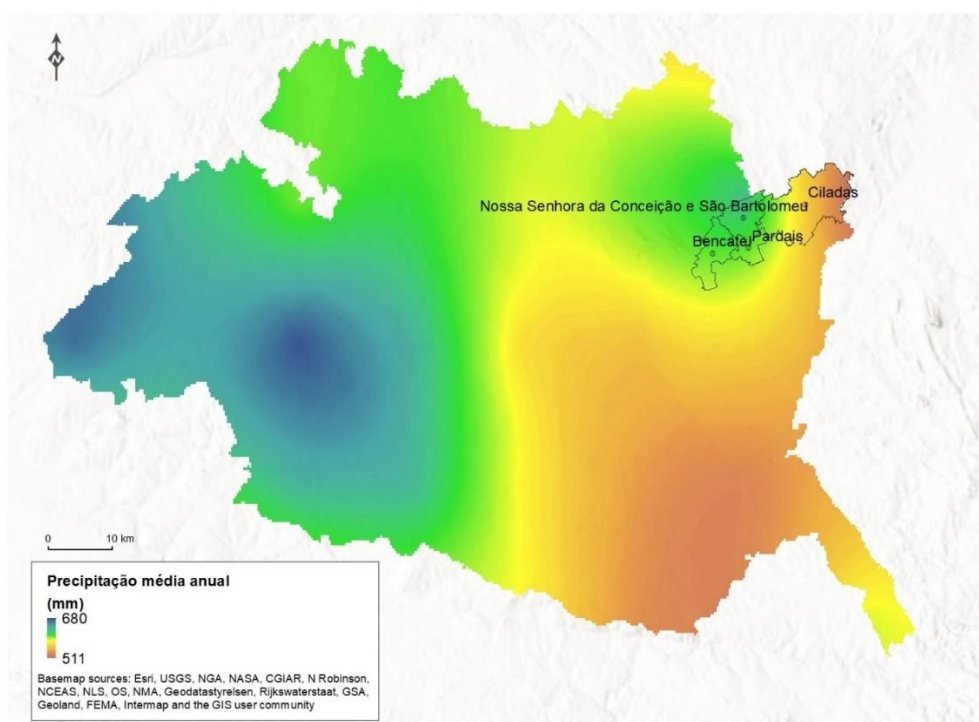 N
Ciladas
Nossa Senhora da Conceição e São Bartolomeu
Bencatel Pardais
0 10 km
Precipitação média anual
(mm)
680
511
Basemap sources: Esri, USGS, NGA, NASA, CGIAR, N Robinson,
NCEAS, NLS, OS, NMA, Geodatastyrelsen, Rijkswaterstaat, GSA,
Geoland, FEMA, Intermap and the GIS user community